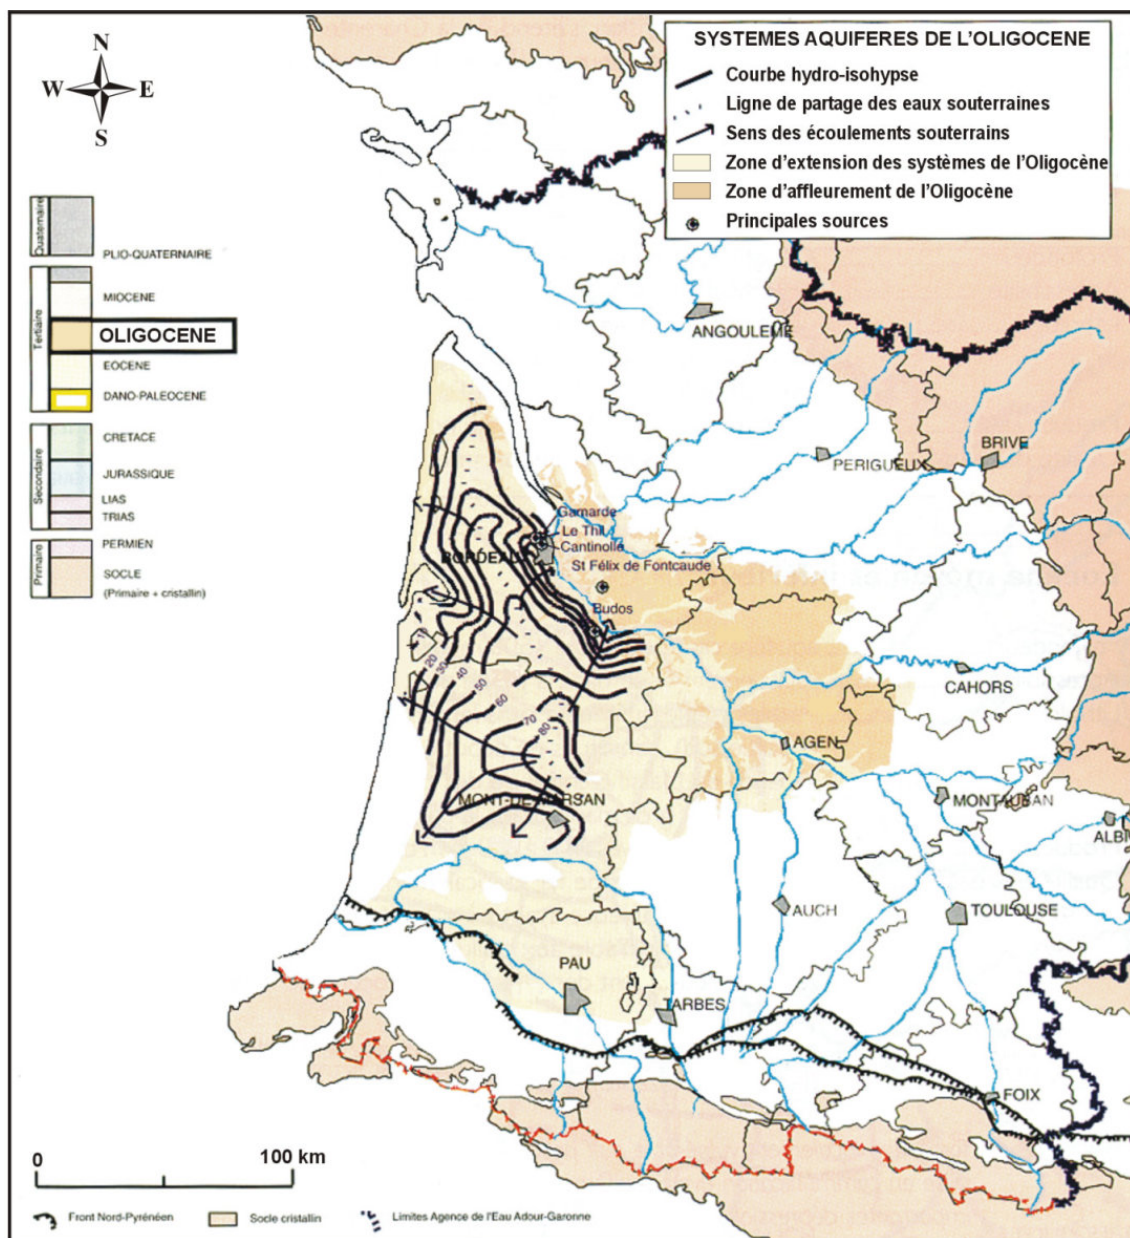 N
W E
S
SYSTEMES AQUIFERES DE L'OLIGOCENE
Courbe hydro-isohypse
Ligne de partage des eaux souterraines
Sens des écoulements souterrains
Zone d'extension des systèmes de l'Oligocène
Zone d'affleurement de l'Oligocène
Principales sources
Quaternaire
PLIO-QUATERNAIRE
Tertiaire
MIOCENE
OLIGOCENE
EOCENE
DANO-PALEOCENE
Secondaire
CRETACE
JURASSIQUE
LIAS
TRIAS
Primaire
PERMIEN
SOCLE
(Primaire + cristallin)
ANGOULEME
BRIVE
PERIGUEUX
Gamarde
Le Thil
Cantinolle
BORDEAUX
St Félix de Fontcaude
Budos
10
20
30
40
50
60
70
80
CAHORS
AGEN
MONT-DE-MARSAN
MONTAUBAN
ALBI
AUCH
TOULOUSE
PAU
TARBES
FOIX
0 100 km
Front Nord-Pyrénéen
Socle cristallin
Limites Agence de l'Eau Adour-Garonne